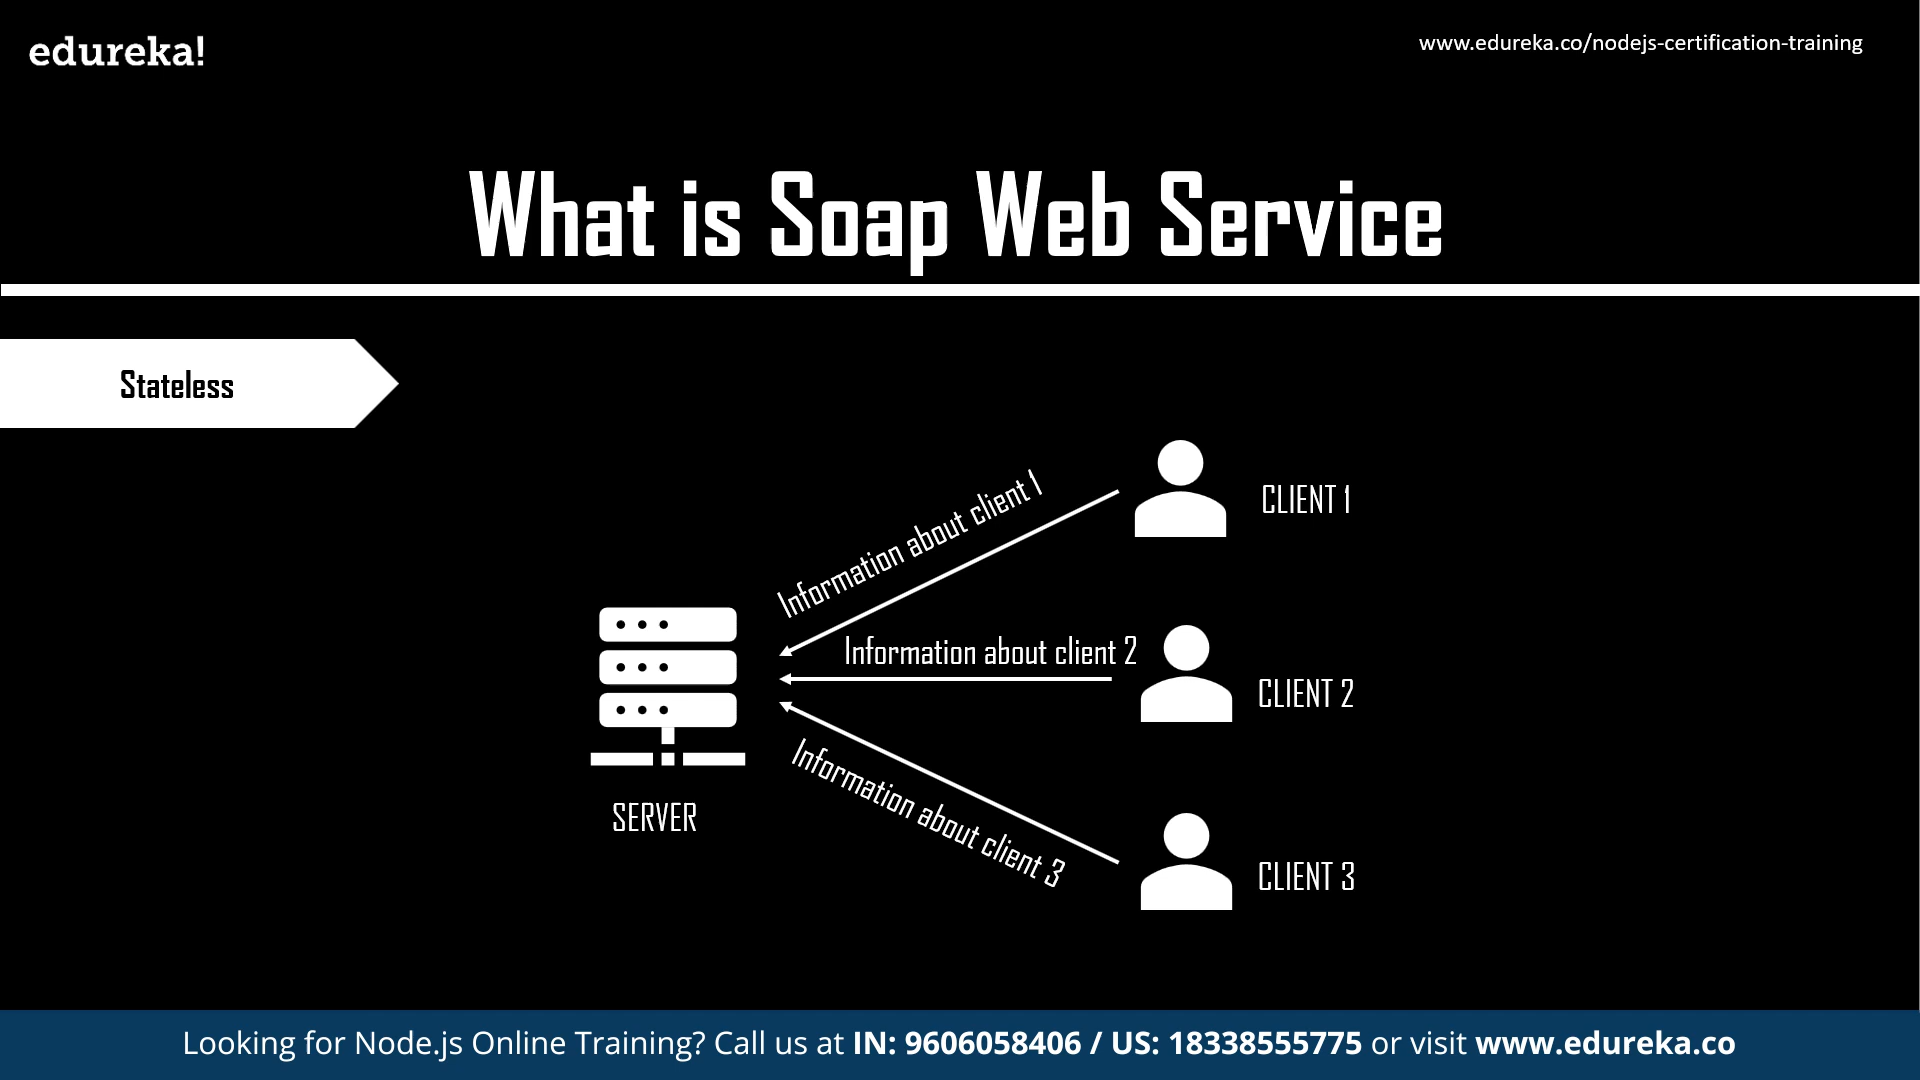 edureka!
www.edureka.co/nodejs-certification-training
What is Soap Web Service
Stateless
Information about client 1
CLIENT 1
Information about client 2
CLIENT 2
SERVER
Information about client 3
CLIENT 3
Looking for Node.js Online Training? Call us at IN: 9606058406 / US: 18338555775 or visit www.edureka.co